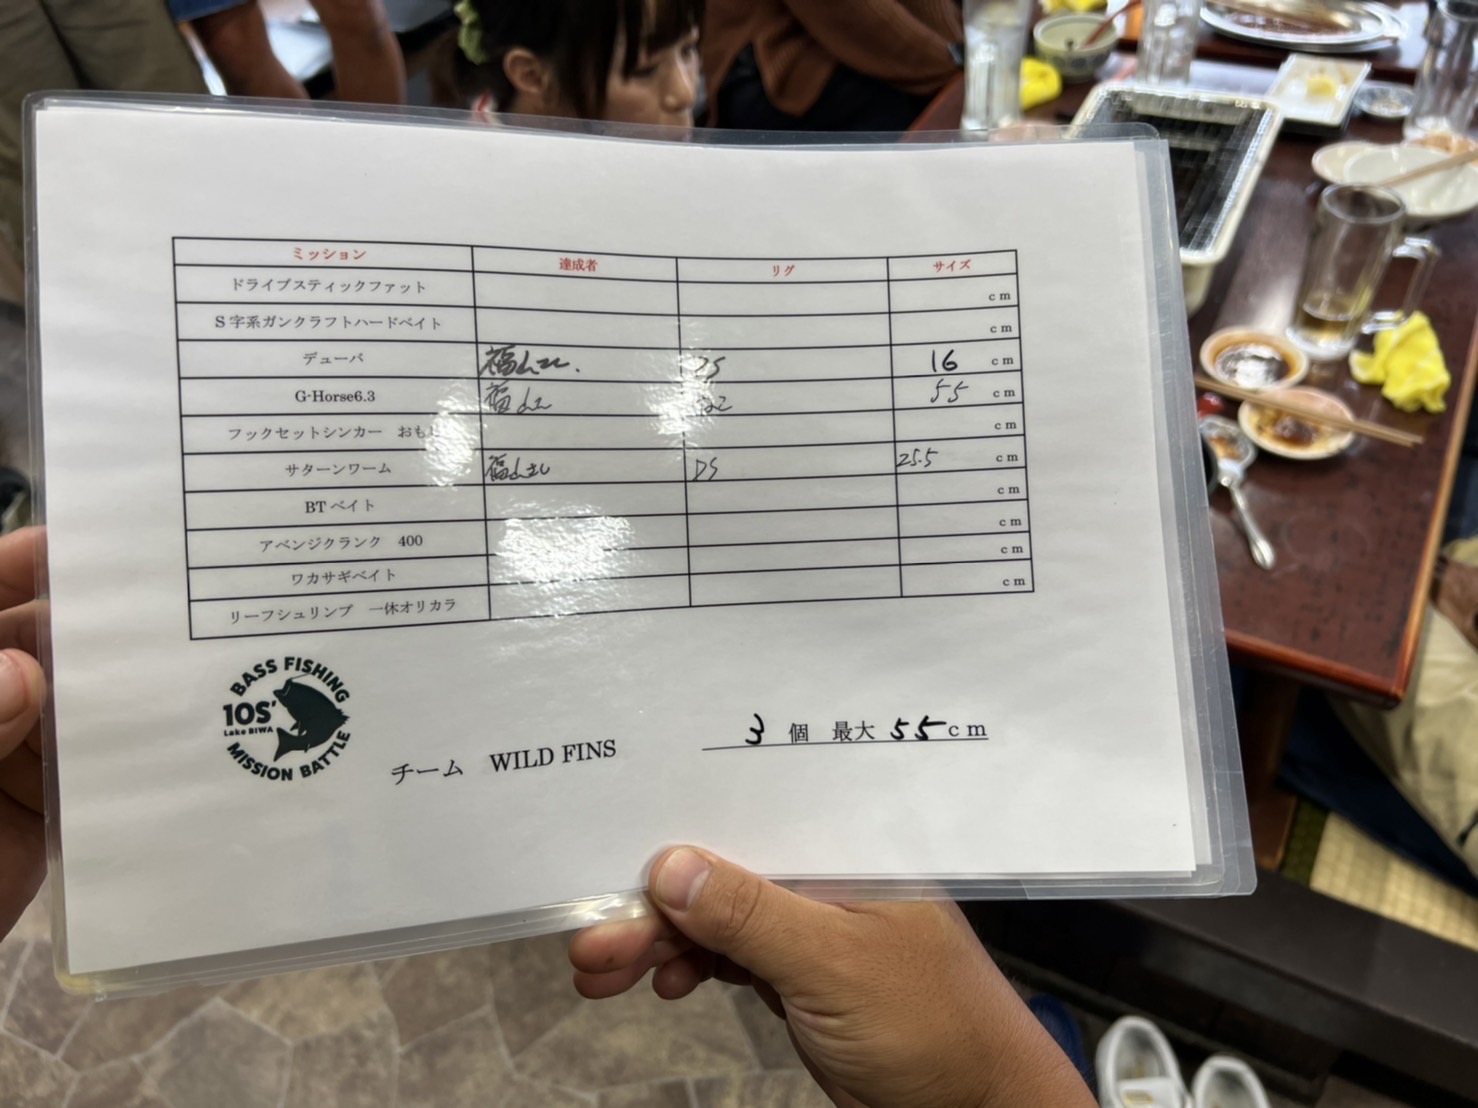 ミッション 達成者 リグ サイズ
ドライブスティックファット cm
S字系ガンクラフトハードベイト cm
デューバ 16 cm
G-Horse6.3 55 cm
フックセットシンカー おもり cm
サターンワーム DS 25.5 cm
BTベイト cm
アベンジクランク 400 cm
ワカサギベイト cm
リーフシュリンプ 一休オリカラ cm
BASS FISHING
10S'
Lake BIWA
MISSION BATTLE
チーム WILD FINS
3 個 最大 55 cm